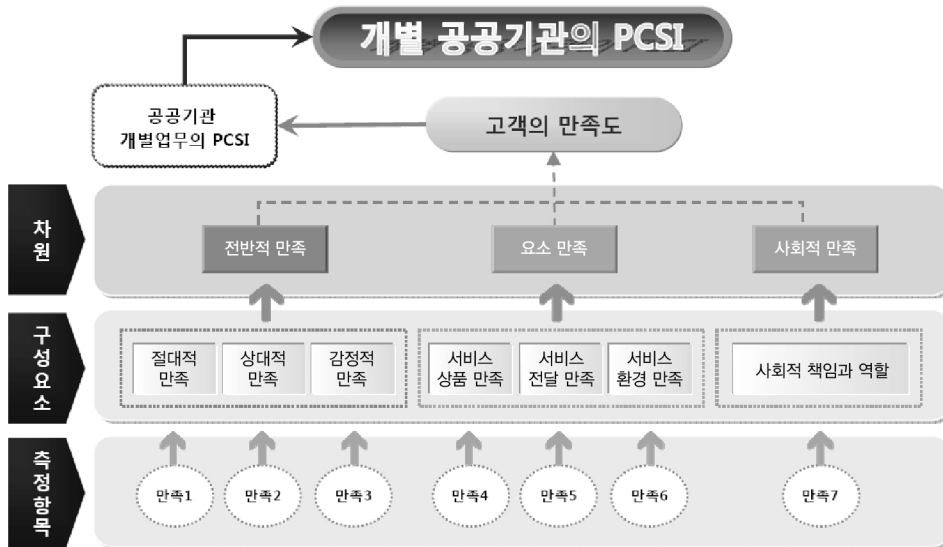 개별 공공기관의 PCSI
공공기관
개별업무의 PCSI
고객의 만족도
차원
전반적 만족
요소 만족
사회적 만족
구성요소
절대적
만족
상대적
만족
감정적
만족
서비스
상품 만족
서비스
전달 만족
서비스
환경 만족
사회적 책임과 역할
측정항목
만족1
만족2
만족3
만족4
만족5
만족6
만족7